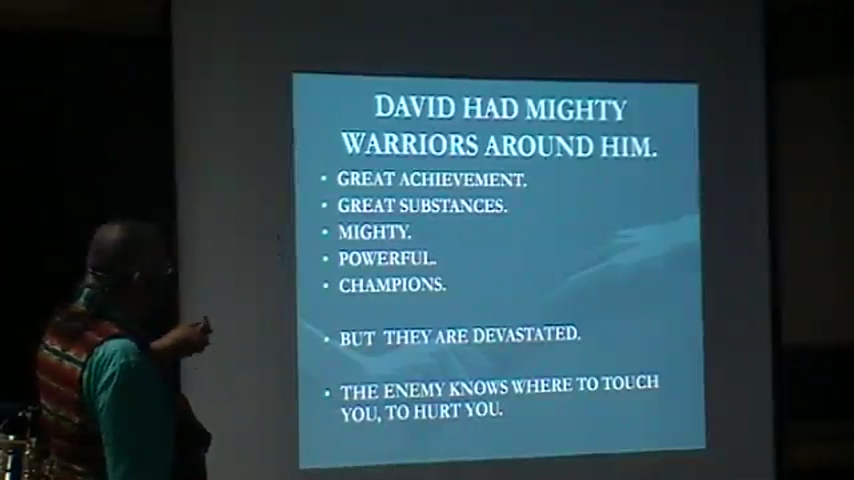 DAVID HAD MIGHTY
WARRIORS AROUND HIM.
• GREAT ACHIEVEMENT.
• GREAT SUBSTANCES.
• MIGHTY.
• POWERFUL.
• CHAMPIONS.
• BUT THEY ARE DEVASTATED.
• THE ENEMY KNOWS WHERE TO TOUCH
YOU, TO HURT YOU.